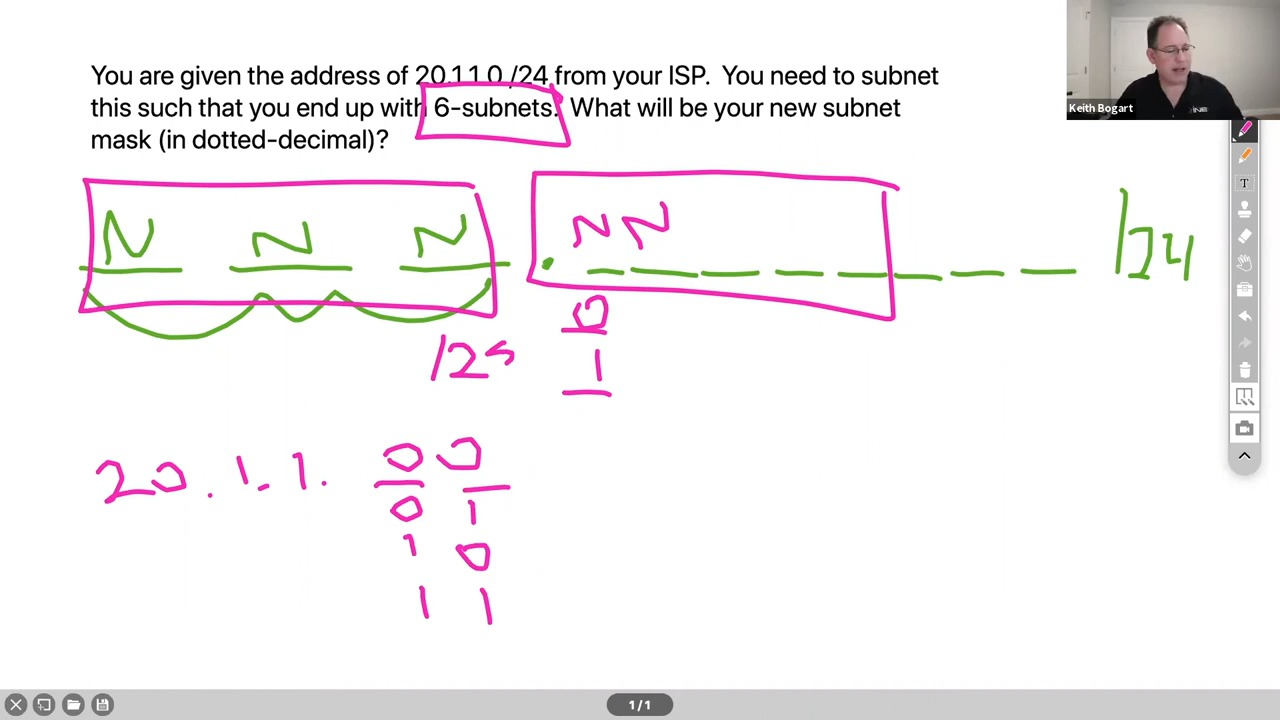 You are given the address of 20.1.1.0 /24 from your ISP. You need to subnet
this such that you end up with 6-subnets. What will be your new subnet
mask (in dotted-decimal)?
Keith Bogart
INE
T
N N N . N N /24
0
/25 1
20.1.1. 0 0
0 1
1 0
1 1
1/1